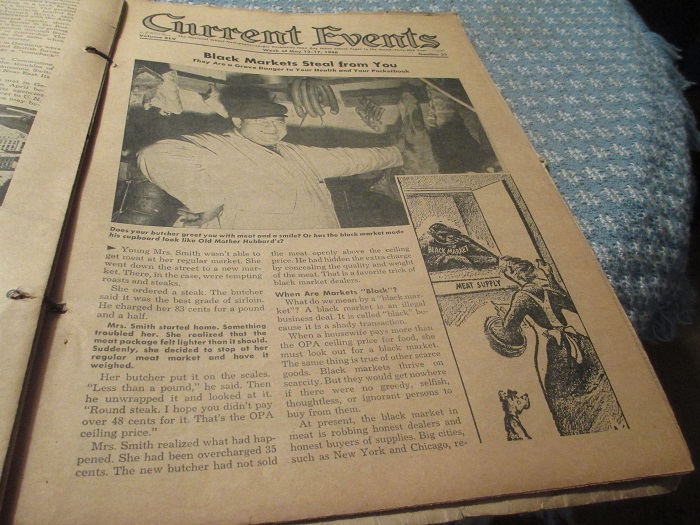 Current Events
Volume XLV
Week of May 13-17, 1946
Black Markets Steal from You
They Are a Grave Danger to Your Health and Your Pocketbook
Does your butcher greet you with meat and a smile? Or has the black market made
his cupboard look like Old Mother Hubbard's?
Young Mrs. Smith wasn't able to
get meat at her regular market. She
went down the street to a new mar-
ket. There, in the case, were tempting
roasts and steaks.
She ordered a steak. The butcher
said it was the best grade of sirloin.
He charged her 83 cents for a pound
and a half.
Mrs. Smith started home. Something
troubled her. She realized that the
meat package felt lighter than it should.
Suddenly, she decided to stop at her
regular meat market and have it
weighed.
Her butcher put it on the scales.
"Less than a pound," he said. Then
he unwrapped it and looked at it.
"Round steak. I hope you didn't pay
over 48 cents for it. That's the OPA
ceiling price."
Mrs. Smith realized what had hap-
pened. She had been overcharged 35
cents. The new butcher had not sold
the meat openly above the ceiling
price. He had hidden the extra charge
by concealing the quality and weight
of the meat. That is a favorite trick of
black market dealers.
When Are Markets "Black"?
What do we mean by a "black mar-
ket"? A black market is an illegal
business deal. It is called "black" be-
cause it is a shady transaction.
When a housewife pays more than
the OPA ceiling price for food, she
must look out for a black market.
The same thing is true of other scarce
goods. Black markets thrive on
scarcity. But they would get nowhere
if there were no greedy, selfish,
thoughtless, or ignorant persons to
buy from them.
At present, the black market in
meat is robbing honest dealers and
honest buyers of supplies. Big cities,
such as New York and Chicago, re-
BLACK MARKET
MEAT SUPPLY